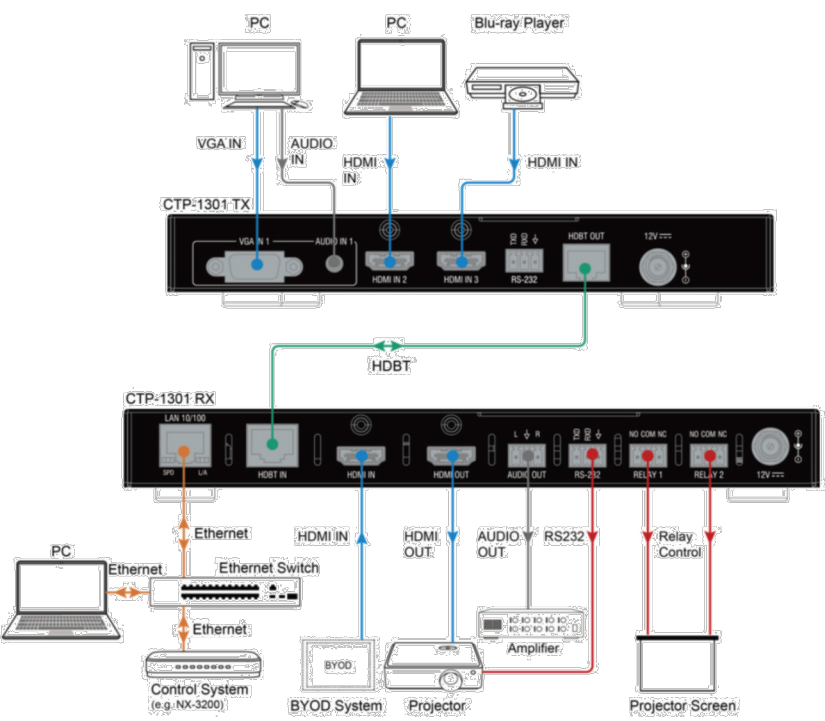 PC
PC
Blu-ray Player
VGA IN
AUDIO
IN
HDMI
IN
HDMI IN
CTP-1301 TX
VGA IN 1
AUDIO IN 1
HDMI IN 2
HDMI IN 3
TXD
RXD
RS-232
HDBT OUT
12V
HDBT
CTP-1301 RX
LAN 10/100
SPD
L/A
HDBT IN
HDMI IN
HDMI OUT
L
R
AUDIO OUT
TXD
RXD
RS-232
NO COM NC
RELAY 1
NO COM NC
RELAY 2
12V
Ethernet
HDMI IN
HDMI
OUT
AUDIO
OUT
RS232
Relay
Control
PC
Ethernet
Ethernet Switch
Ethernet
Amplifier
BYOD
Control System
(e.g. NX-3200)
BYOD System
Projector
Projector Screen